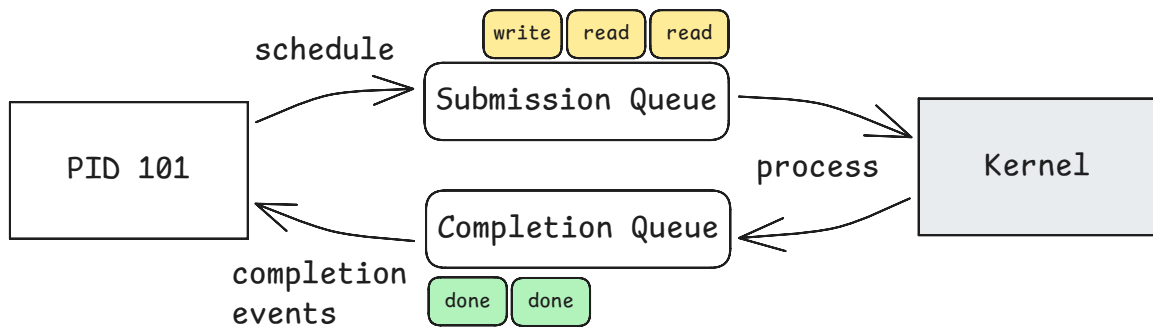 write read read
schedule
Submission Queue
PID 101
process
Kernel
Completion Queue
completion
events
done done